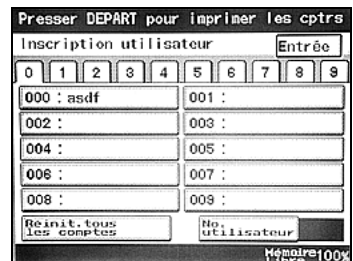 Presser DEPART pour imprimer les cptrs
Inscription utilisateur
Entrée
0 1 2 3 4 5 6 7 8 9
000 : asdf 001 :
002 : 003 :
004 : 005 :
006 : 007 :
008 : 009 :
Réinit.tous
les comptes
No.
utilisateur
Mémoire
Libre 100%